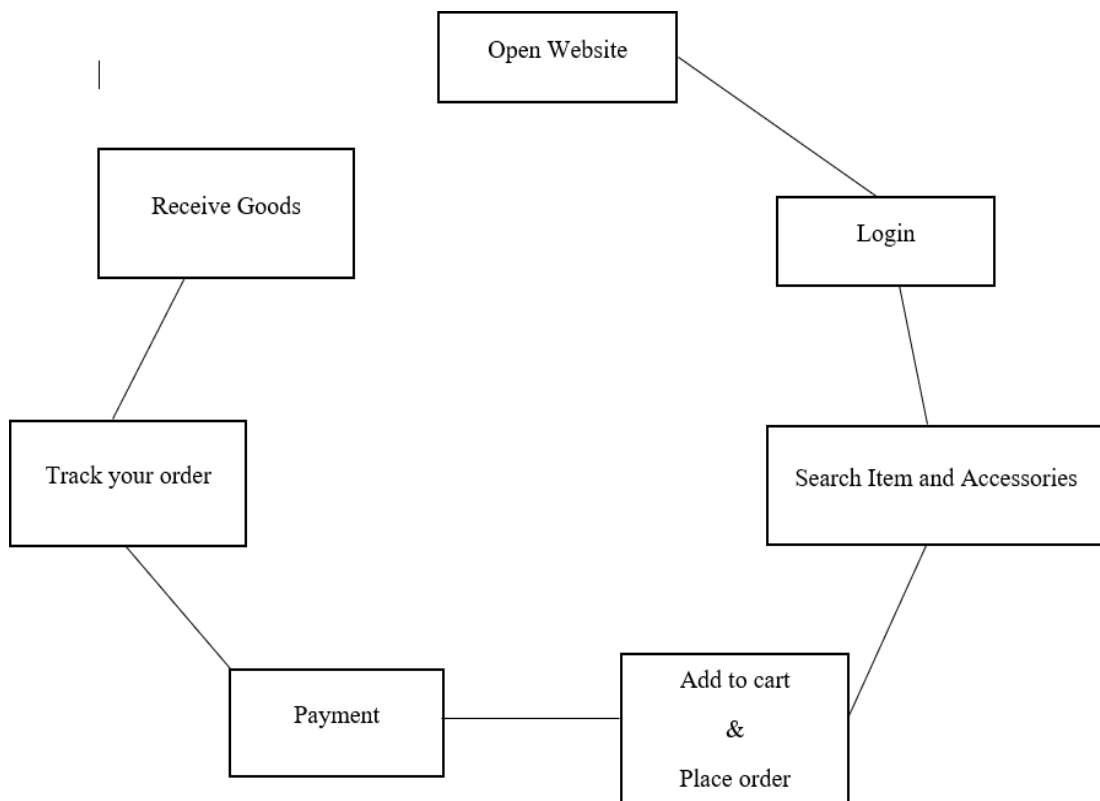 Open Website
Receive Goods
Login
Track your order
Search Item and Accessories
Payment
Add to cart
&
Place order